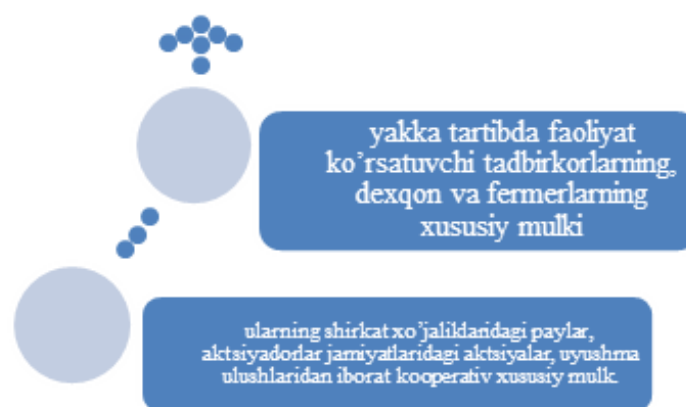 yakka tartibda faoliyat
ko’rsatuvchi tadbirkorlarning,
dexqon va fermerlarning
xususiy mulki
ularning shirkat xo’jaliklaridagi paylar,
aktsiyadorlar jamiyatlaridagi aktsiyalar, uyushma
ulushlaridan iborat kooperativ xususiy mulk.